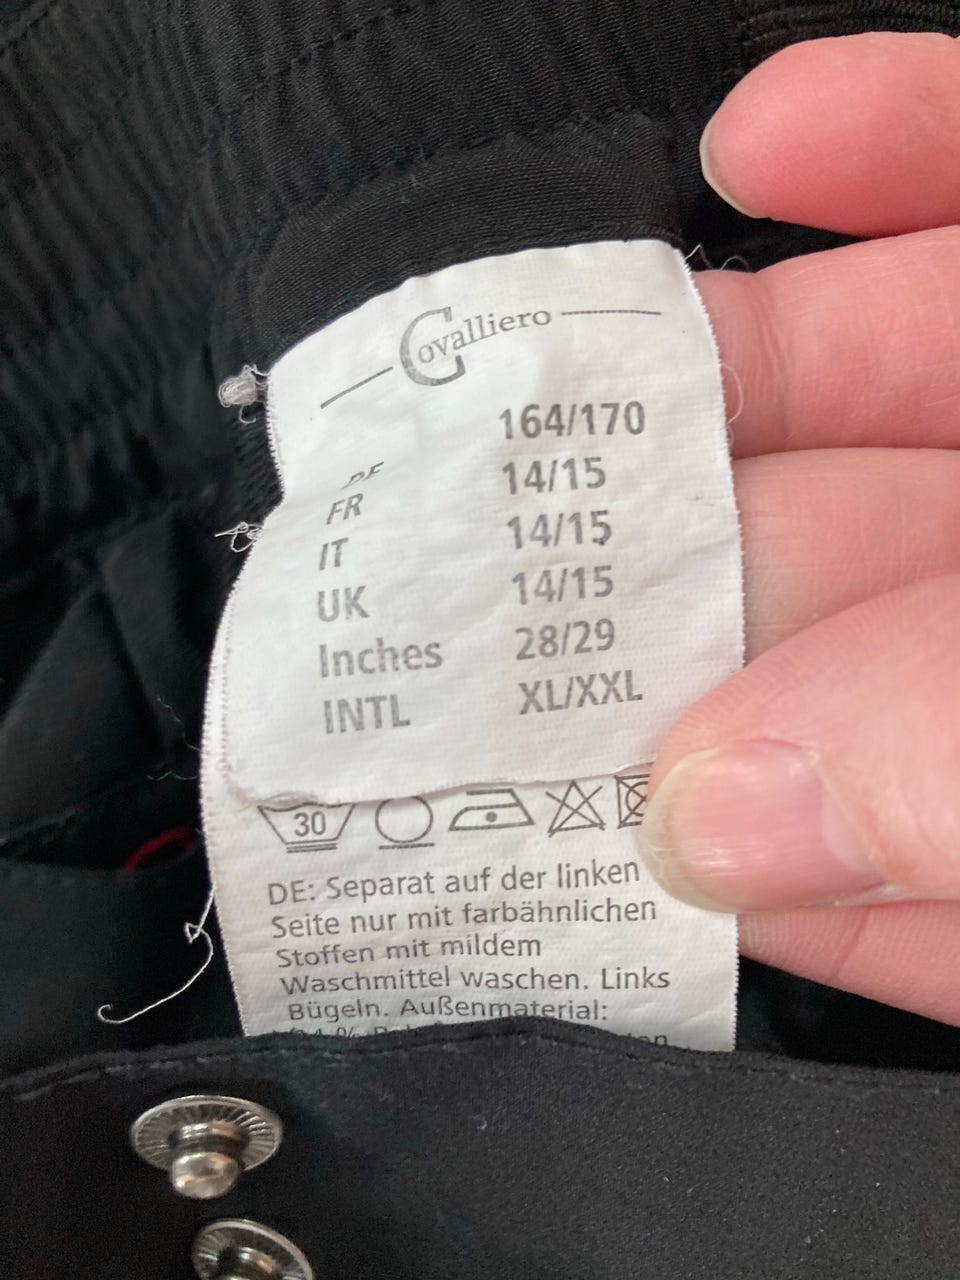 Covalliero
DE 164/170
FR 14/15
IT 14/15
UK 14/15
Inches 28/29
INTL XL/XXL
30
DE: Separat auf der linken
Seite nur mit farbähnlichen
Stoffen mit mildem
Waschmittel waschen. Links
Bügeln. Außenmaterial: